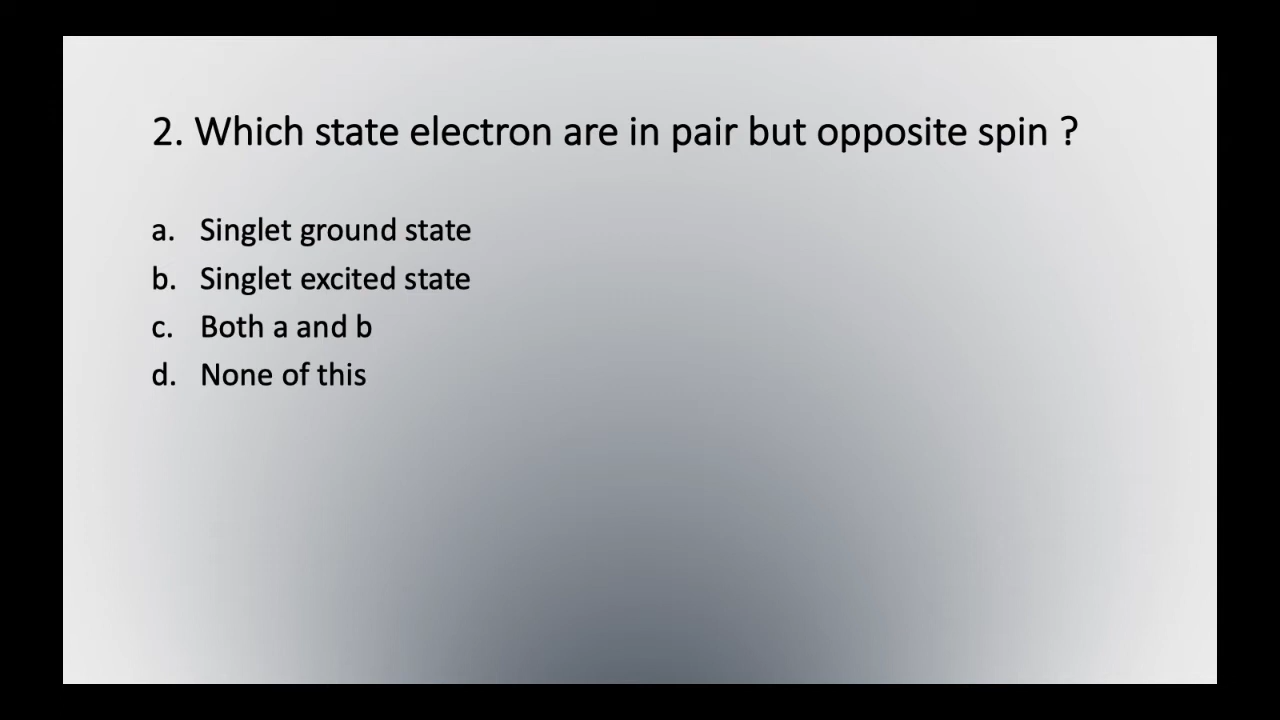 2. Which state electron are in pair but opposite spin ?
a. Singlet ground state
b. Singlet excited state
c. Both a and b
d. None of this